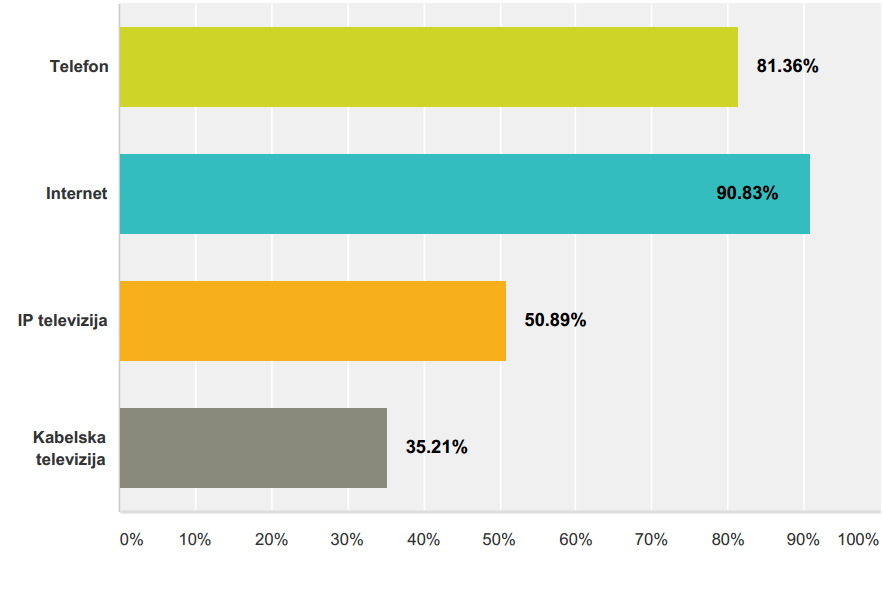 Telefon
81.36%
Internet
90.83%
IP televizija
50.89%
Kabelska
televizija
35.21%
0% 10% 20% 30% 40% 50% 60% 70% 80% 90% 100%